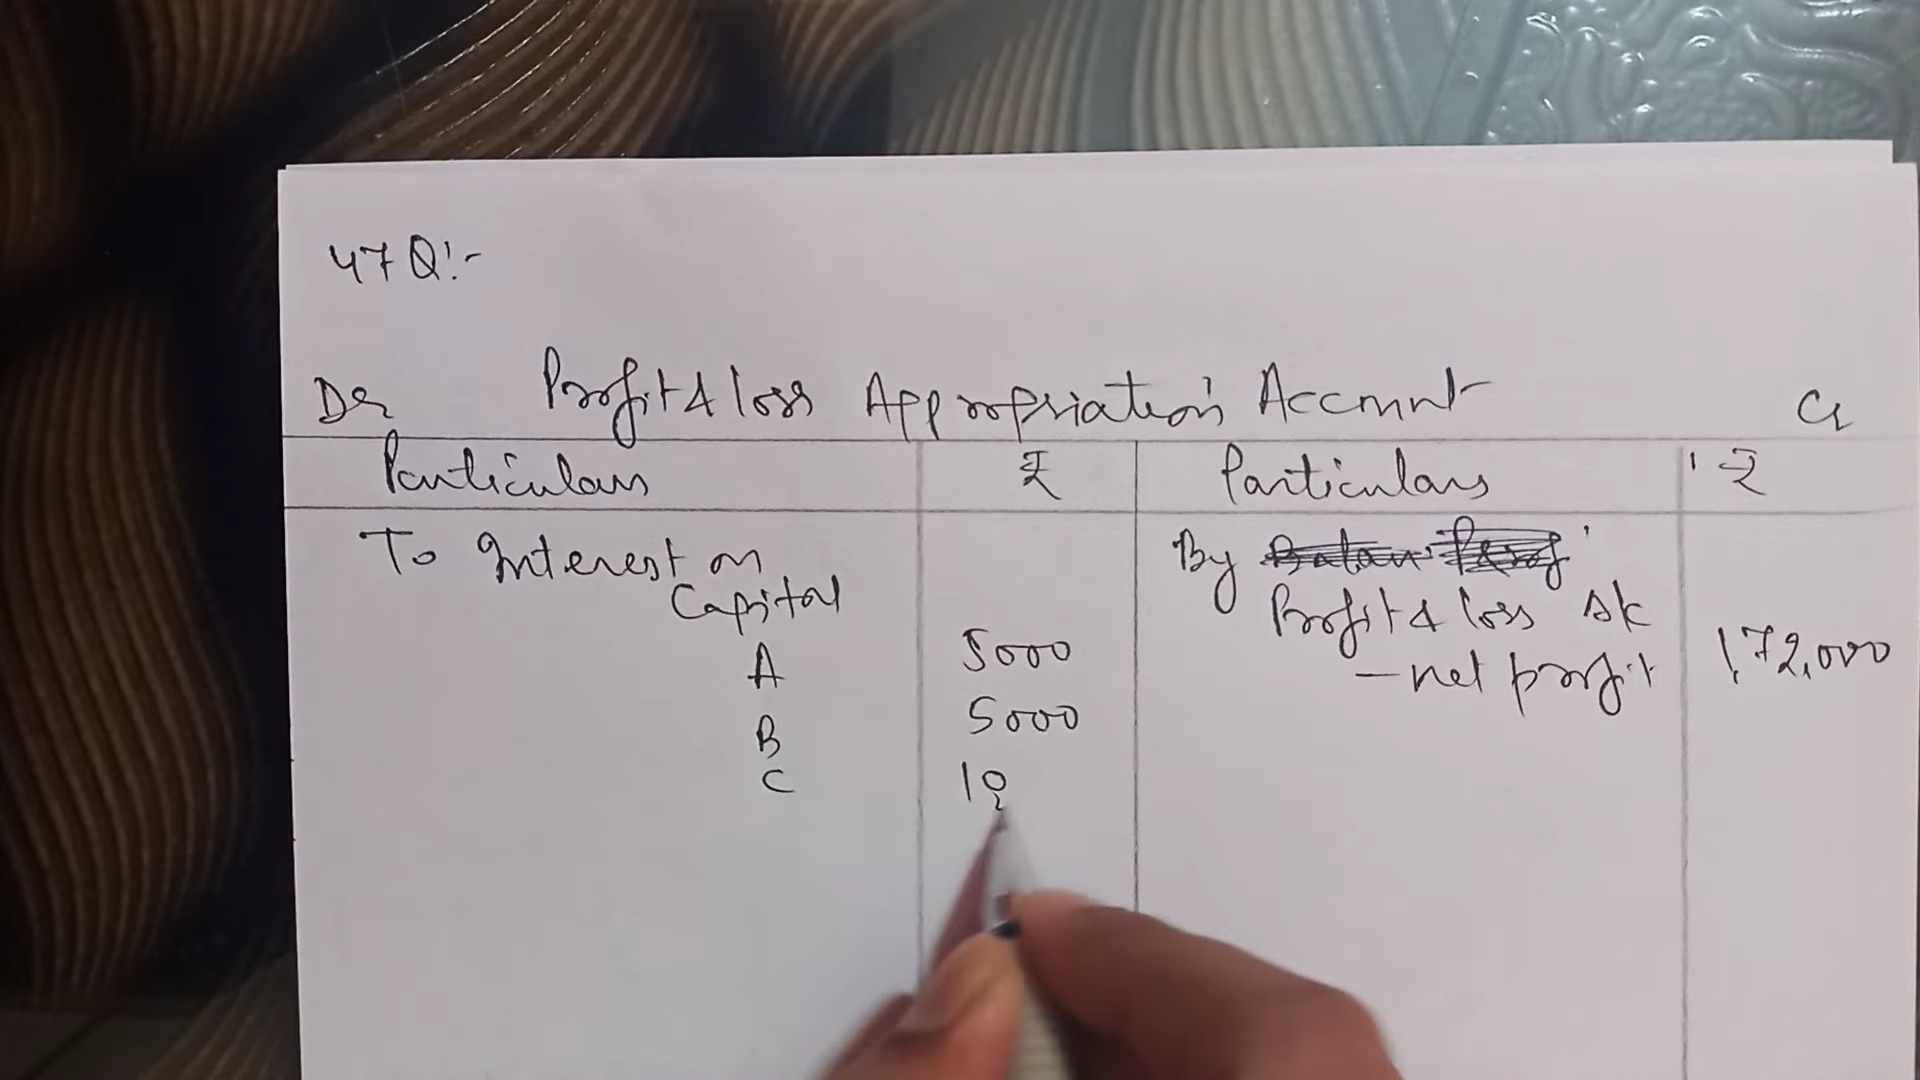 47 Q:-
Dr Profit & loss Appropriation Account Cr
Particulars ₹ Particulars ₹
To Interest on
Capital
A 5000
B 5000
C 10
By
Profit & loss A/c
- net profit 1,72,000